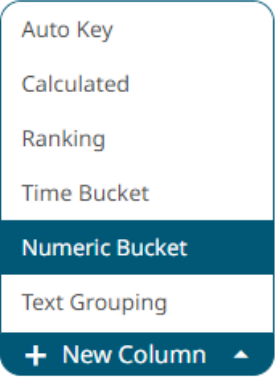 Auto Key
Calculated
Ranking
Time Bucket
Numeric Bucket
Text Grouping
+ New Column